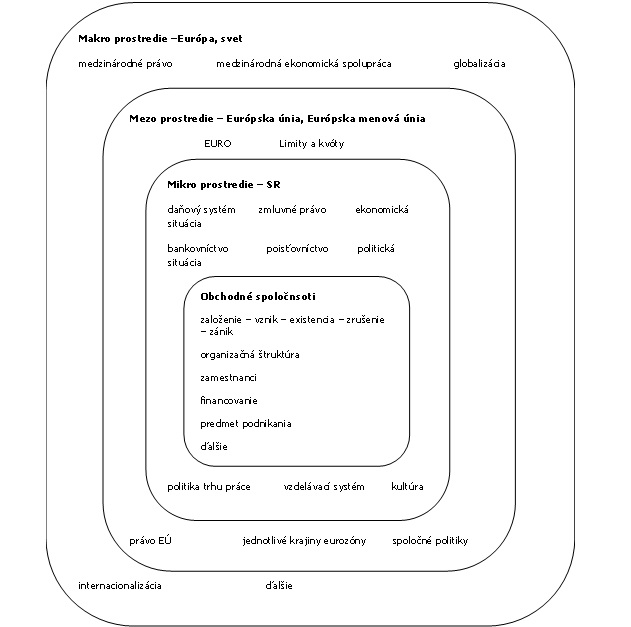 Makro prostredie –Európa, svet
medzinárodné právo medzinárodná ekonomická spolupráca globalizácia
Mezo prostredie – Európska únia, Európska menová únia
EURO Limity a kvóty
Mikro prostredie – SR
daňový systém zmluvné právo ekonomická
situácia
bankovníctvo poisťovníctvo politická
situácia
Obchodné spoločnsoti
založenie – vznik – existencia – zrušenie
– zánik
organizačná štruktúra
zamestnanci
financovanie
predmet podnikania
ďalšie
politika trhu práce vzdelávací systém kultúra
právo EÚ jednotlivé krajiny eurozóny spoločné politiky
internacionalizácia ďalšie